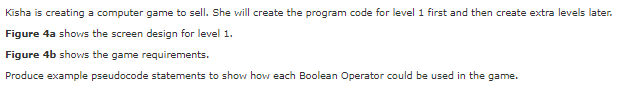 Kisha is creating a computer game to sell. She will create the program code for level 1 first and then create extra levels later.
Figure 4a shows the screen design for level 1.
Figure 4b shows the game requirements.
Produce example pseudocode statements to show how each Boolean Operator could be used in the game.